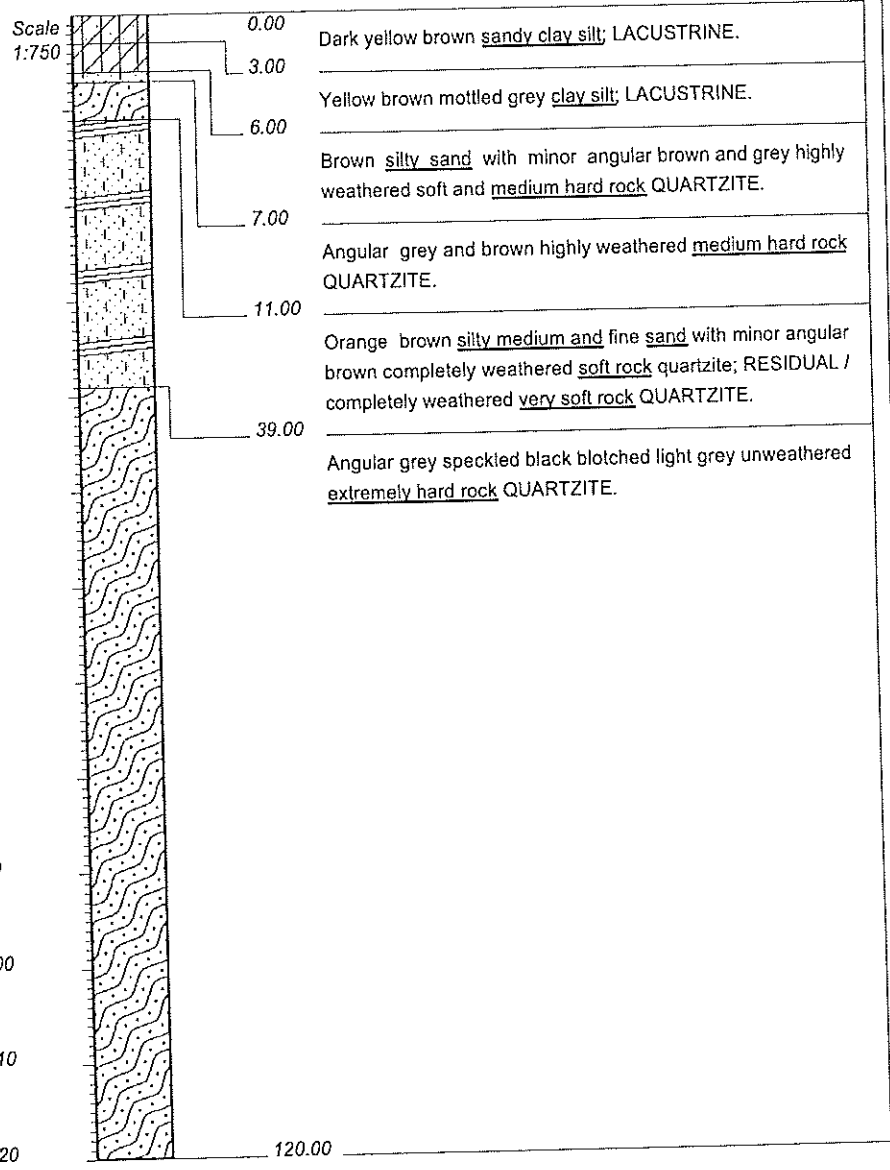 Scale
1:750
0.00
Dark yellow brown sandy clay silt; LACUSTRINE.
3.00
Yellow brown mottled grey clay silt; LACUSTRINE.
6.00
Brown silty sand with minor angular brown and grey highly
weathered soft and medium hard rock QUARTZITE.
7.00
Angular grey and brown highly weathered medium hard rock
QUARTZITE.
11.00
Orange brown silty medium and fine sand with minor angular
brown completely weathered soft rock quartzite; RESIDUAL /
completely weathered very soft rock QUARTZITE.
39.00
Angular grey speckled black blotched light grey unweathered
extremely hard rock QUARTZITE.
00
10
20
120.00